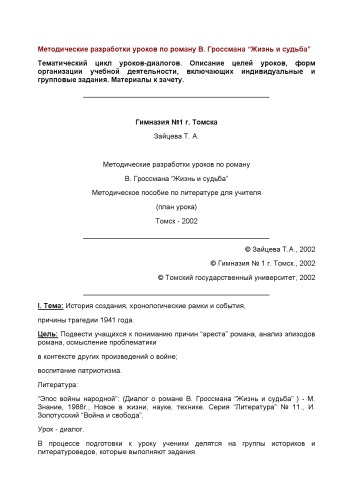 Методические разработки уроков по роману В. Гроссмана “Жизнь и судьба”
Тематический цикл уроков-диалогов. Описание целей уроков, форм
организации учебной деятельности, включающих индивидуальные и
групповые задания. Материалы к зачету.
Гимназия №1 г. Томска
Зайцева Т. А.
Методические разработки уроков по роману
В. Гроссмана “Жизнь и судьба”
Методическое пособие по литературе для учителя
(план урока)
Томск - 2002
© Зайцева Т.А., 2002
© Гимназия № 1 г. Томск., 2002
© Томский государственный университет, 2002
I. Тема: История создания, хронологические рамки и события,
причины трагедии 1941 года.
Цель: Подвести учащихся к пониманию причин “ареста” романа, анализ эпизодов
романа, осмысление проблематики
в контексте других произведений о войне;
воспитание патриотизма.
Литература:
“Эпос войны народной”: (Диалог о романе В. Гроссмана “Жизнь и судьба” ) - М.
Знание, 1988г., Новое в жизни, науке, технике. Серия “Литература” № 11., И.
Золотусский “Война и свобода”.
Урок - диалог.
В процессе подготовки к уроку ученики делятся на группы историков и
литературоведов, которые выполняют задания.